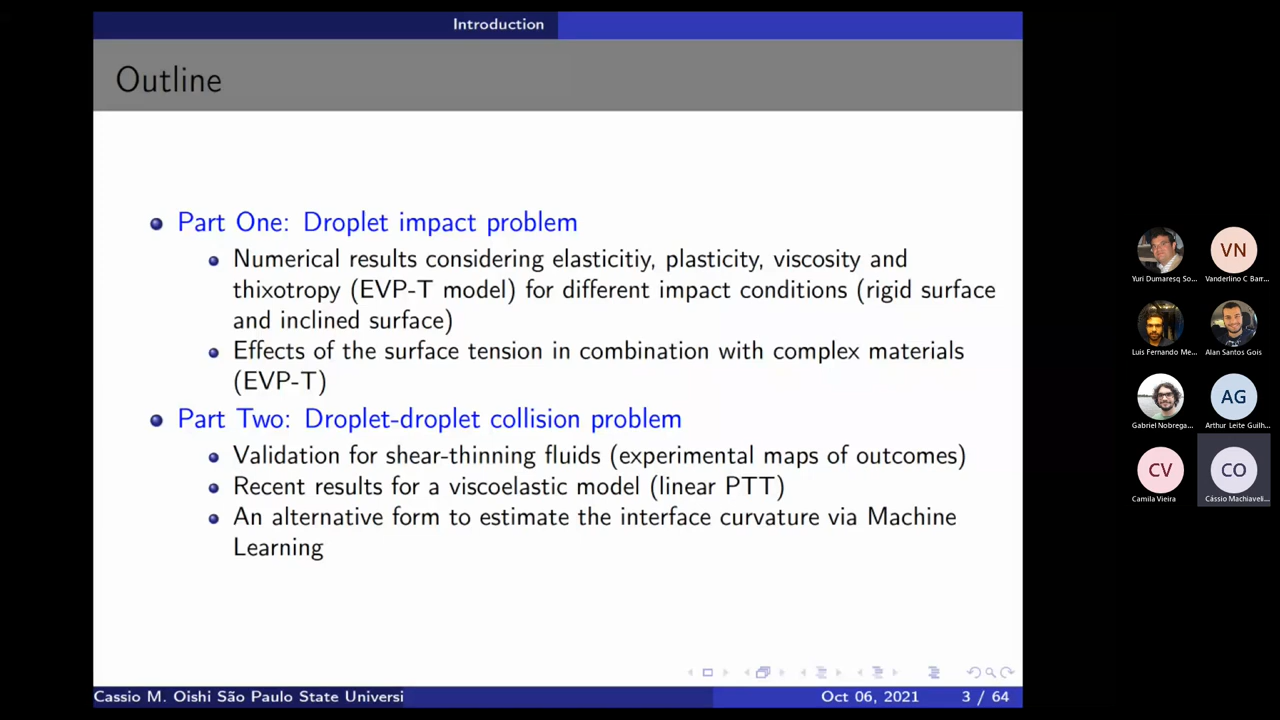 Introduction
Outline
Part One: Droplet impact problem
Numerical results considering elasticitiy, plasticity, viscosity and
thixotropy (EVP-T model) for different impact conditions (rigid surface
and inclined surface)
Effects of the surface tension in combination with complex materials
(EVP-T)
Part Two: Droplet-droplet collision problem
Validation for shear-thinning fluids (experimental maps of outcomes)
Recent results for a viscoelastic model (linear PTT)
An alternative form to estimate the interface curvature via Machine
Learning
Cassio M. Oishi São Paulo State Universi
Oct 06, 2021
3 / 64
VN
Yuri Dumaresq So...
Vanderlino C Barr...
Luis Fernando Me...
Alan Santos Gois
AG
Gabriel Nobrega...
Arthur Leite Guilh...
CV
CO
Camila Vieira
Cássio Machiaveli...